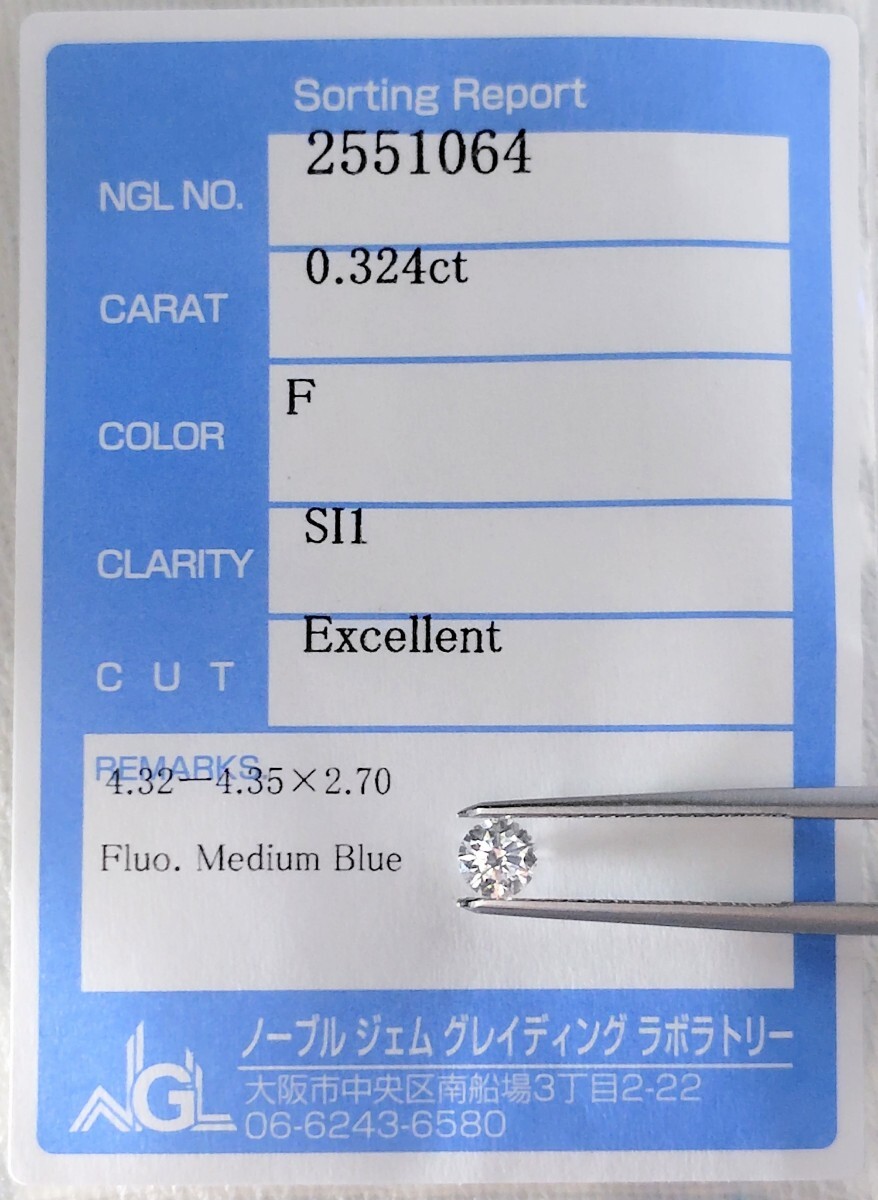 Sorting Report
NGL NO. 2551064
CARAT 0.324ct
COLOR F
CLARITY SI1
CUT Excellent
REMARKS
4.32－4.35×2.70
Fluo. Medium Blue
NGL
ノーブル ジェム グレイディング ラボラトリー
大阪市中央区南船場3丁目2-22
06-6243-6580